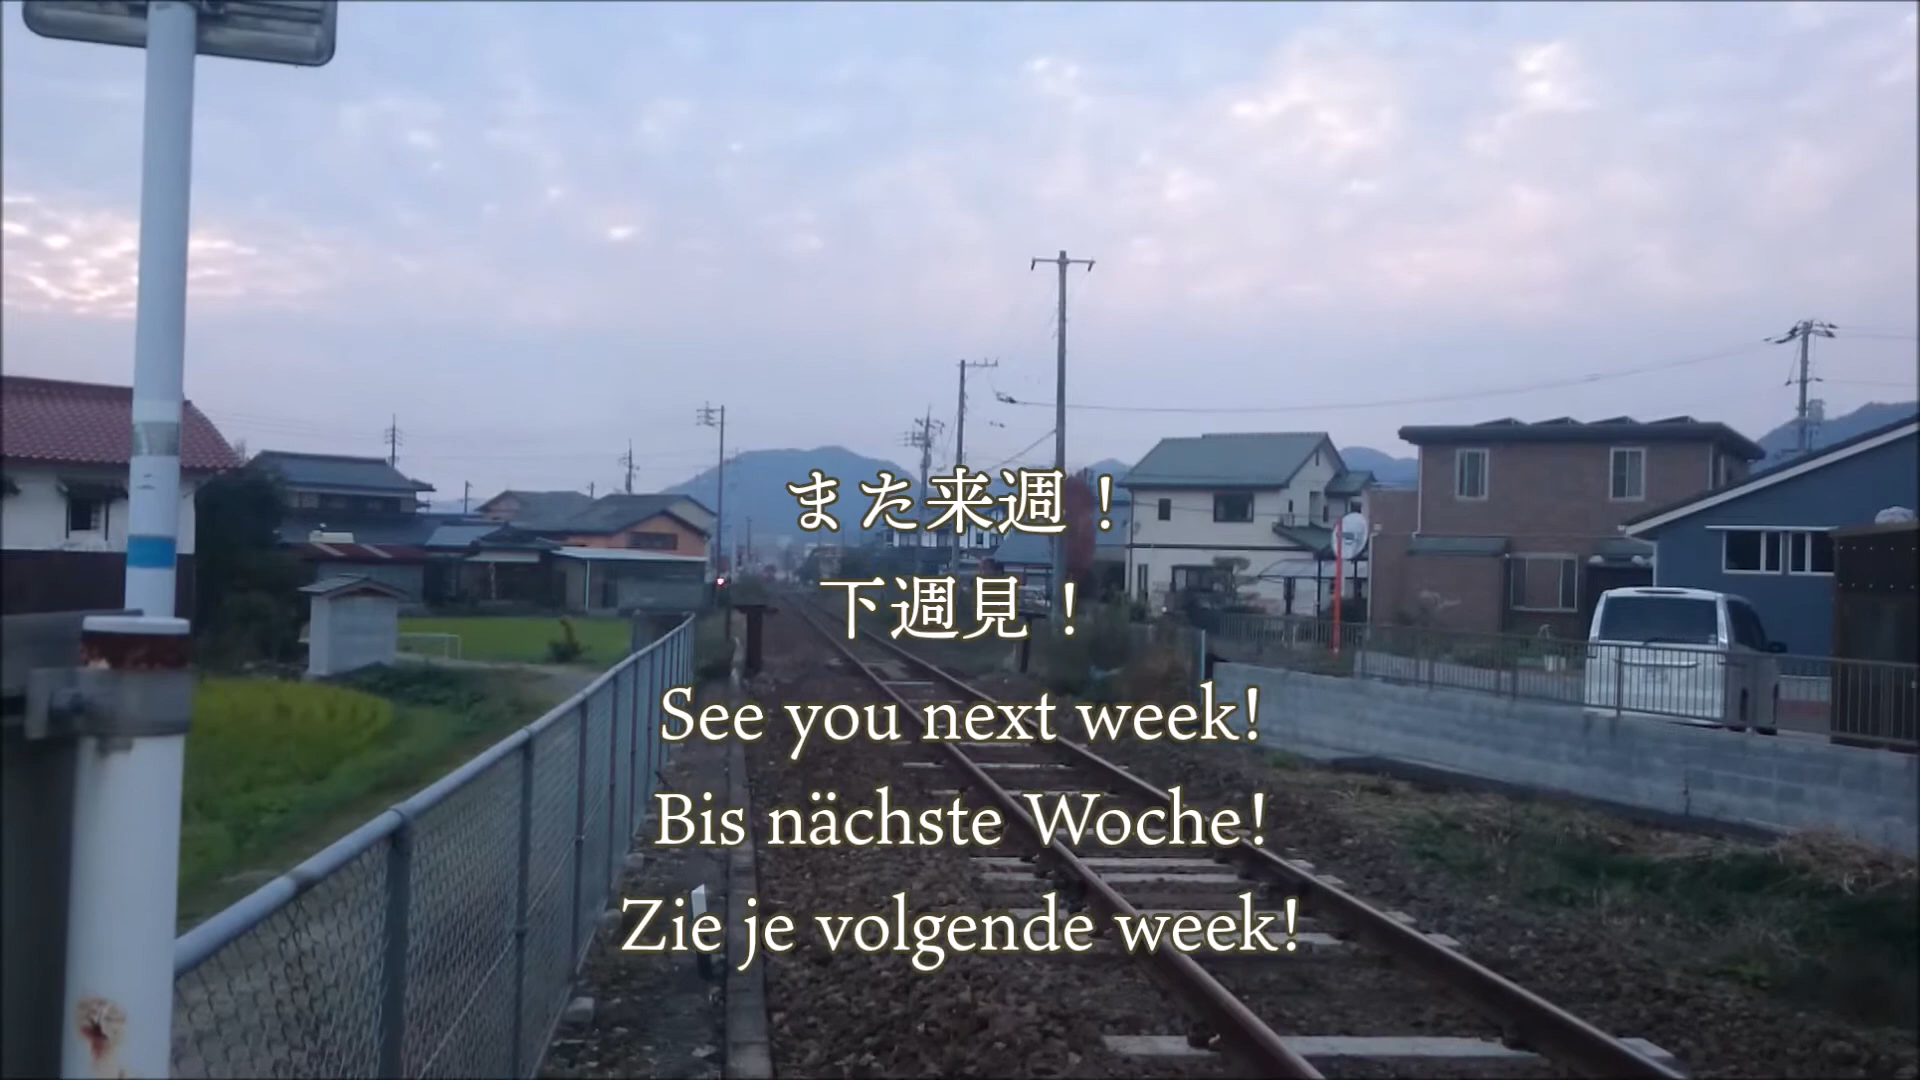 また来週！
下週見！
See you next week!
Bis nächste Woche!
Zie je volgende week!